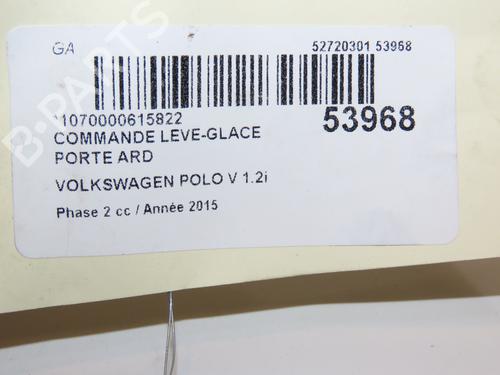 GA
52720301 53968
11070000615822
53968
COMMANDE LEVE-GLACE
PORTE ARD
VOLKSWAGEN POLO V 1.2i
Phase 2 cc / Année 2015
B-PARTS